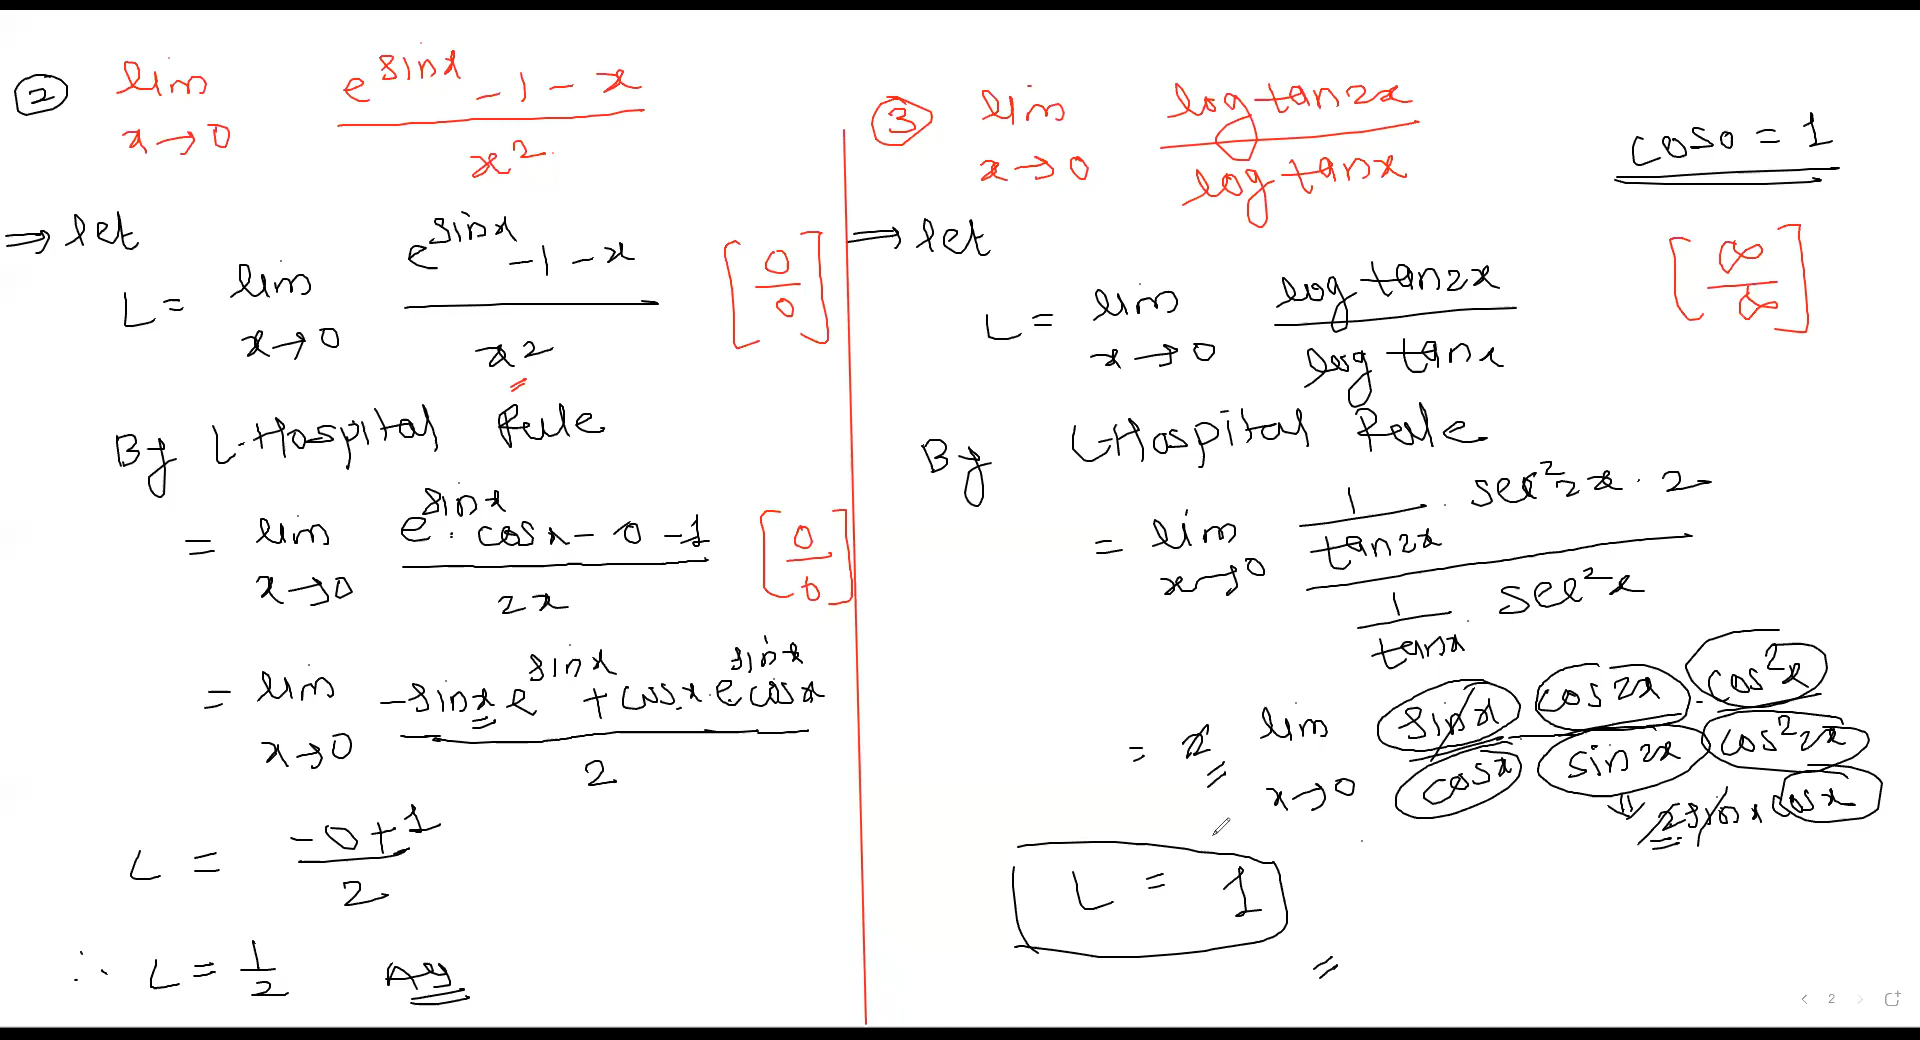 ② lim e^sinx - 1 - x
x→0 x²
⇒ let e^sinx - 1 - x [0/0]
L = lim
x→0 x²
By L-Hospital Rule
= lim e^sinx . cosx - 0 - 1 [0/0]
x→0 2x
= lim -sinx e^sinx + cosx . e^sinx cosx
x→0 2
L = -0+1
2
∴ L = 1/2 Ay
③ lim log tan2x
x→0 log tanx
cos0 = 1
⇒ let [∞/∞]
L = lim log tan2x
x→0 log tanx
By L-Hospital Rule
= lim 1/tan2x . sec²2x . 2
x→0 1/tanx sec²x
= 2 lim sinx cos2x . cos²x
x→0 cosx sin2x cos²2x
⇓ 2sinx cosx
L = 1
=
< 2 >